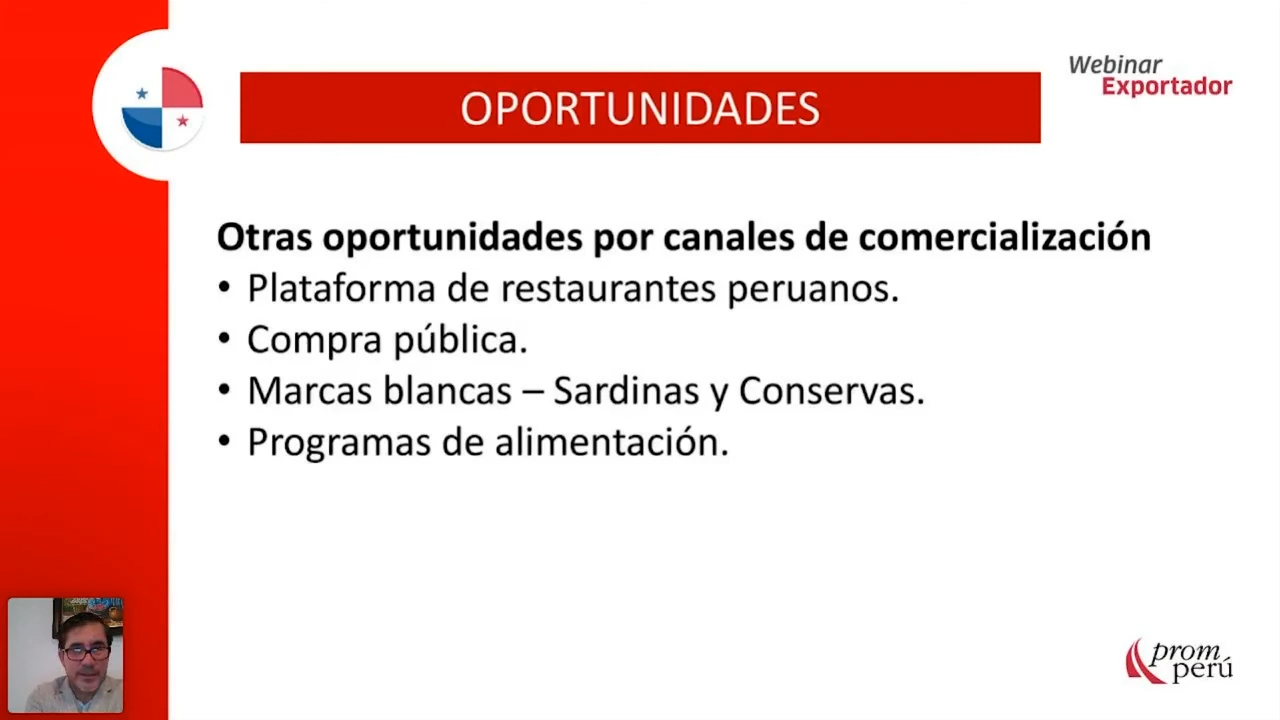 Webinar
Exportador
OPORTUNIDADES
Otras oportunidades por canales de comercialización
• Plataforma de restaurantes peruanos.
• Compra pública.
• Marcas blancas – Sardinas y Conservas.
• Programas de alimentación.
prom
perú